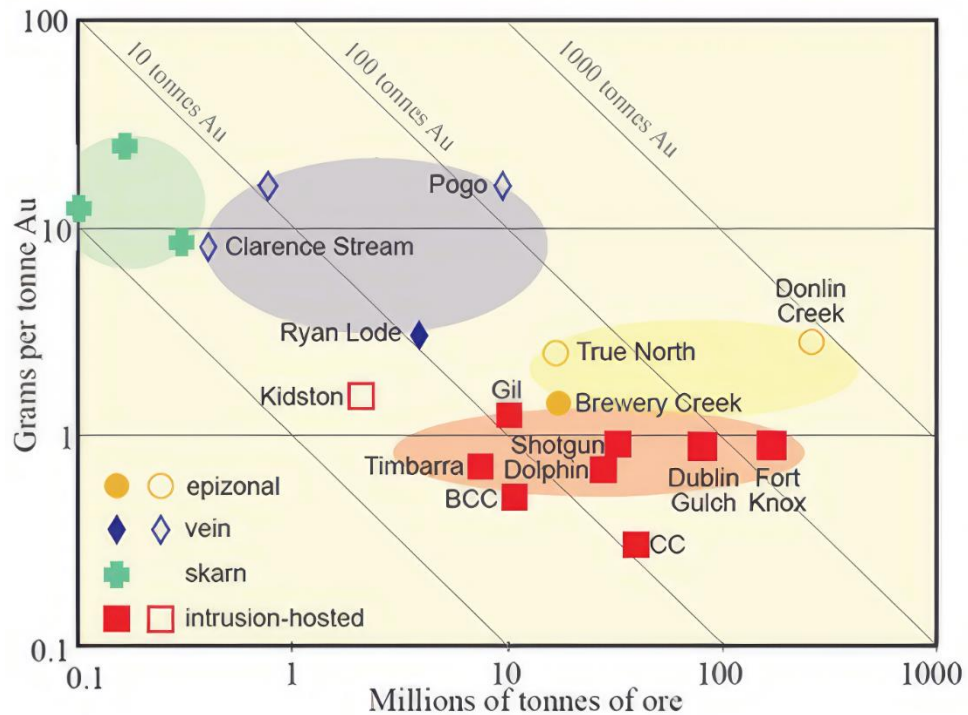 100
10
1
0.1
Grams per tonne Au
10 tonnes Au
100 tonnes Au
1000 tonnes Au
Pogo
Clarence Stream
Ryan Lode
Donlin
Creek
True North
Kidston
Gil
Brewery Creek
Shotgun
Timbarra
Dolphin
BCC
Dublin
Gulch
Fort
Knox
CC
epizonal
vein
skarn
intrusion-hosted
0.1
1
10
100
1000
Millions of tonnes of ore